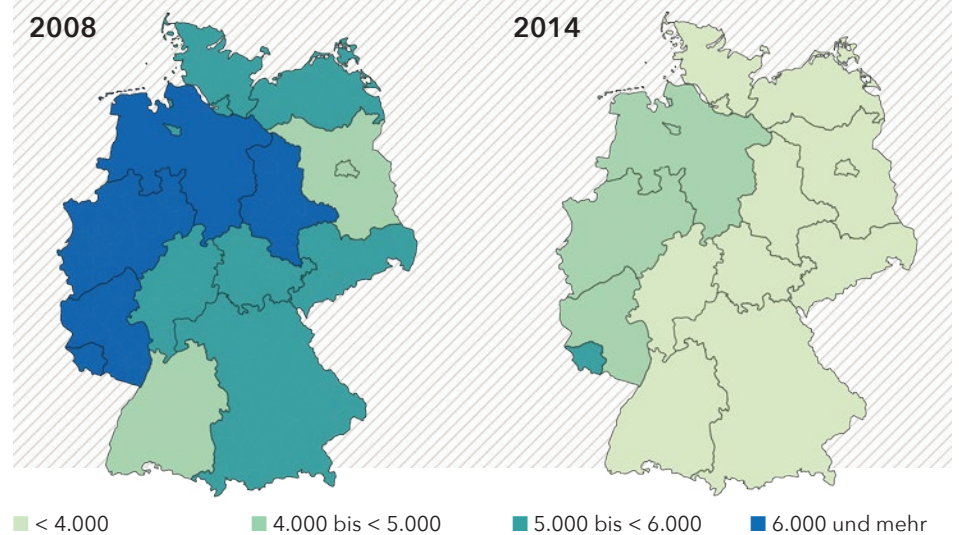 2008
2014
< 4.000
4.000 bis < 5.000
5.000 bis < 6.000
6.000 und mehr